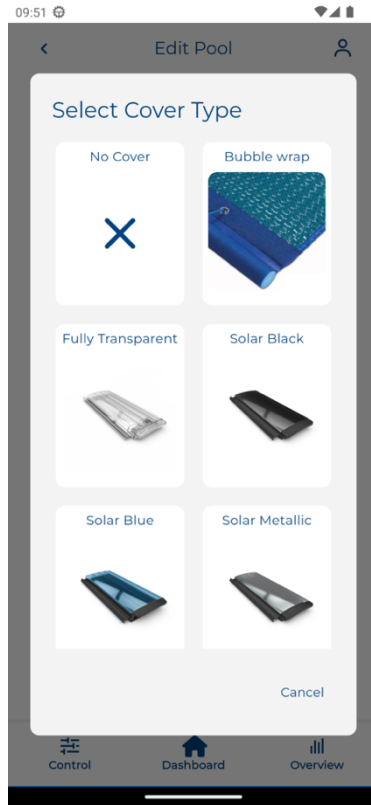 09:51
Edit Pool
Select Cover Type
No Cover
Bubble wrap
Fully Transparent
Solar Black
Solar Blue
Solar Metallic
Cancel
Control
Dashboard
Overview